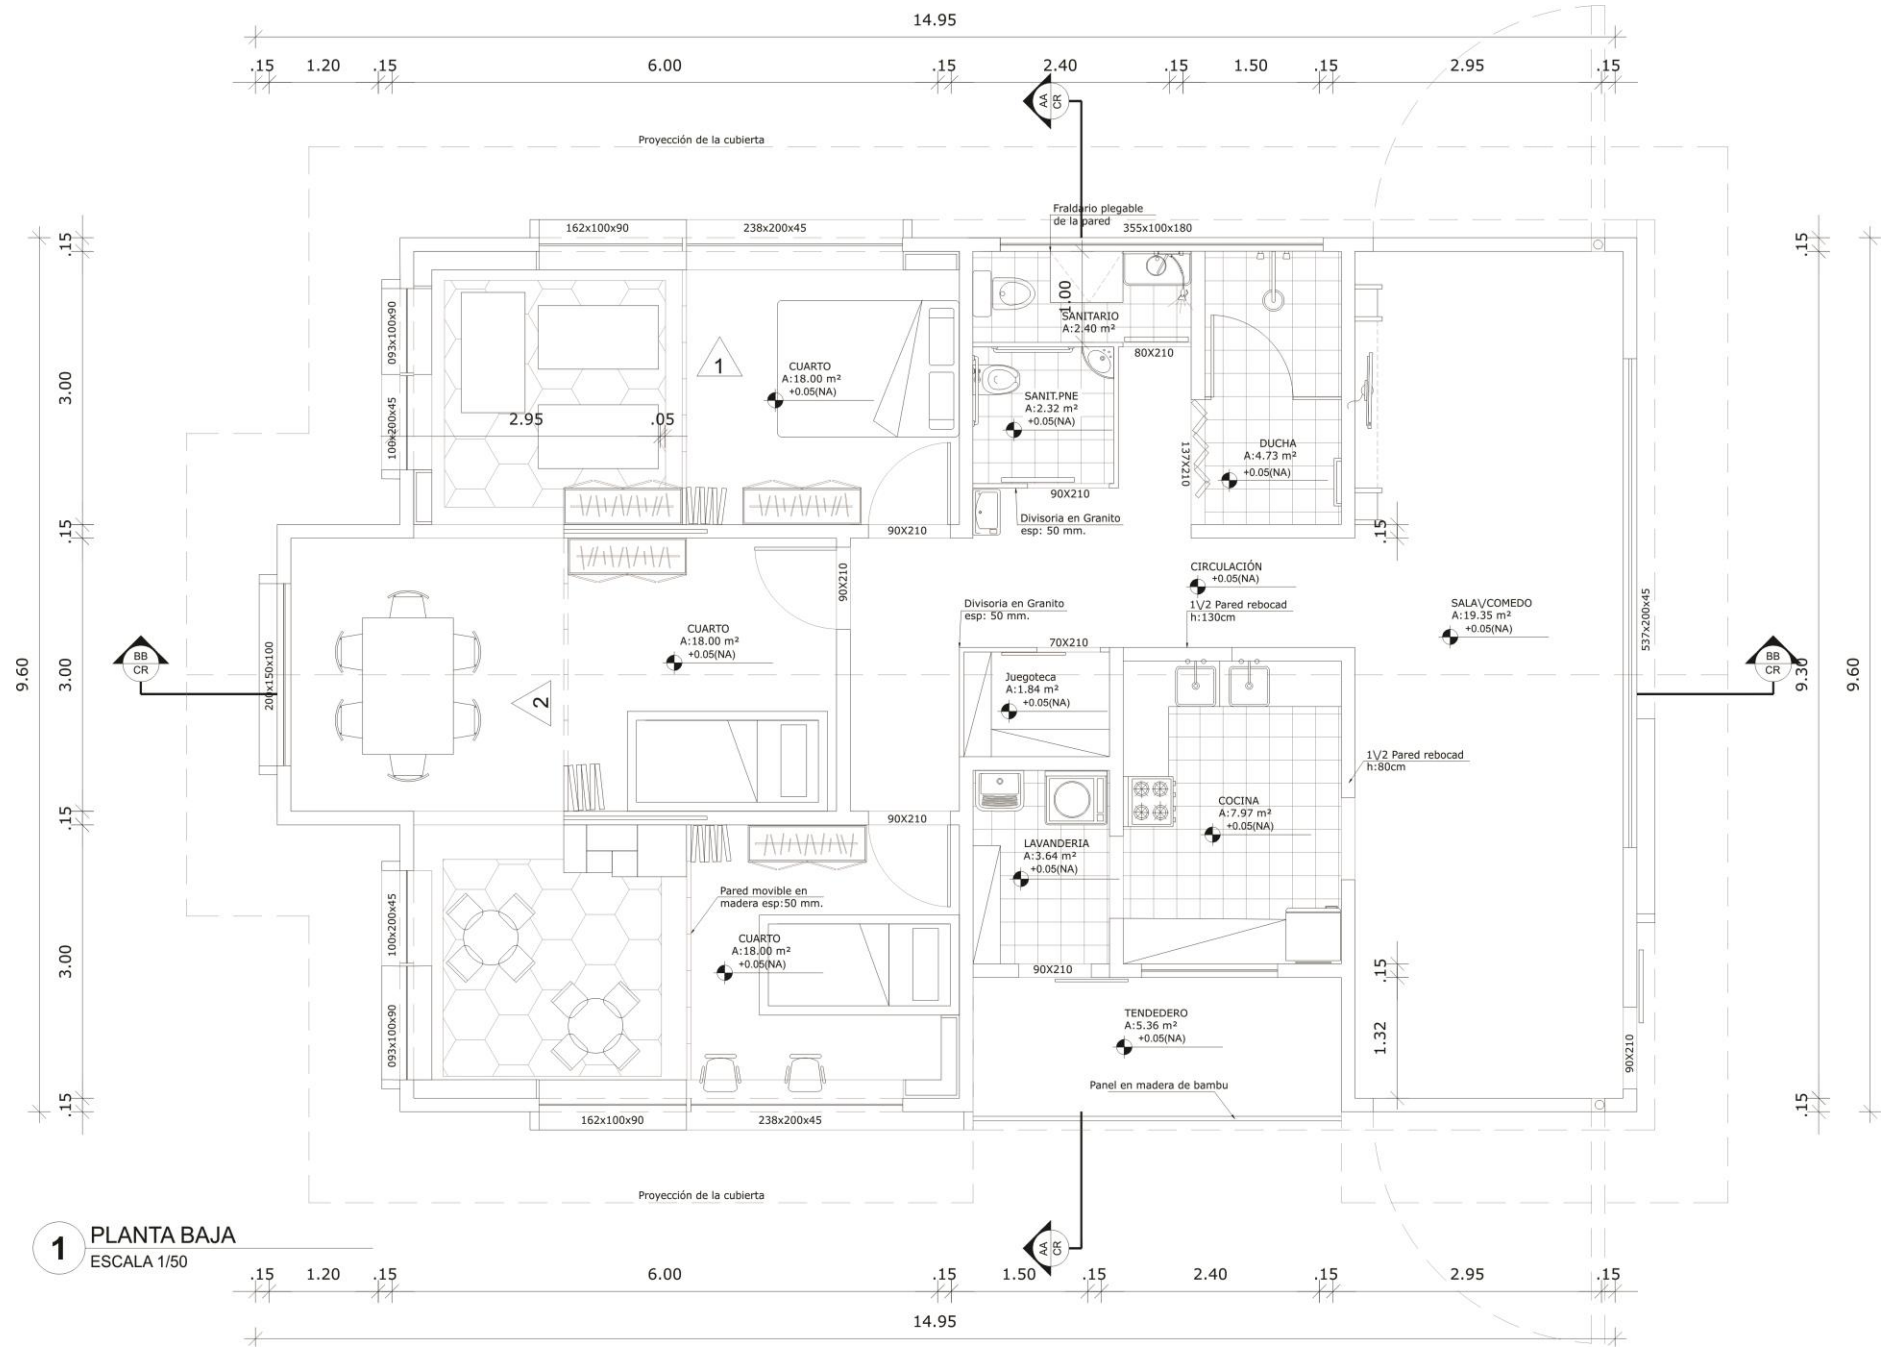 14.95
.15 1.20 .15 6.00 .15 2.40 .15 1.50 .15 2.95 .15
AA
CR
Proyección de la cubierta
Fraldario plegable
de la pared
162x100x90
238x200x45
355x100x180
.15
.15
093x100x90
1.00
SANITARIO
A:2.40 m²
80X210
1
CUARTO
A:18.00 m²
+0.05(NA)
3.00
100x200x45
2.95
.05
SANIT.PNE
A:2.32 m²
+0.05(NA)
137X210
DUCHA
A:4.73 m²
+0.05(NA)
90X210
Divisoria en Granito
esp: 50 mm.
.15
90X210
.15
90X210
CIRCULACIÓN
+0.05(NA)
Divisoria en Granito
esp: 50 mm.
1\/2 Pared rebocad
h:130cm
SALA\/COMEDO
A:19.35 m²
+0.05(NA)
537x200x45
CUARTO
A:18.00 m²
+0.05(NA)
70X210
BB
CR
9.60
3.00
200x150x100
2
Juegoteca
A:1.84 m²
+0.05(NA)
BB
CR
9.30
9.60
1\/2 Pared rebocad
h:80cm
.15
90X210
COCINA
A:7.97 m²
+0.05(NA)
LAVANDERIA
A:3.64 m²
+0.05(NA)
Pared movible en
madera esp:50 mm.
100x200x45
3.00
CUARTO
A:18.00 m²
+0.05(NA)
90X210
.15
TENDEDERO
A:5.36 m²
+0.05(NA)
093x100x90
1.32
90X210
Panel en madera de bambu
.15
.15
162x100x90
238x200x45
Proyección de la cubierta
1
PLANTA BAJA
ESCALA 1/50
AA
CR
.15 1.20 .15 6.00 .15 1.50 .15 2.40 .15 2.95 .15
14.95